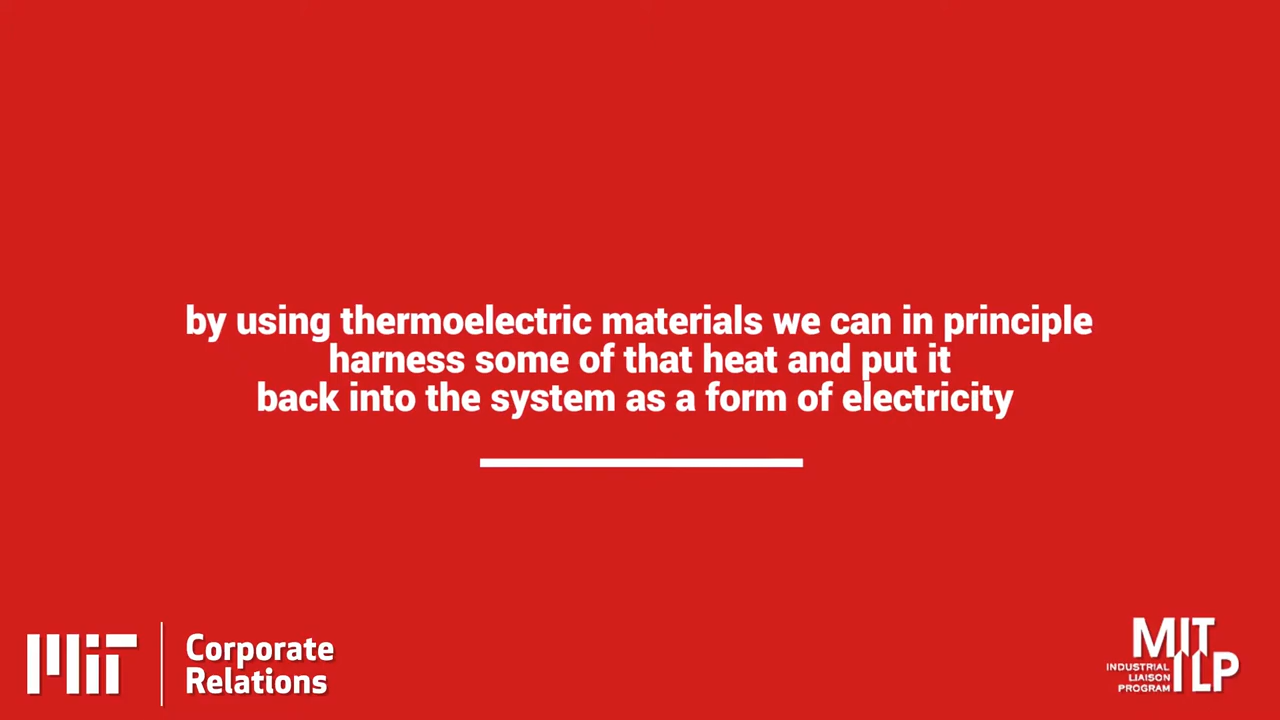 by using thermoelectric materials we can in principle
harness some of that heat and put it
back into the system as a form of electricity
MIT
Corporate
Relations
MIT
ILP
INDUSTRIAL
LIAISON
PROGRAM